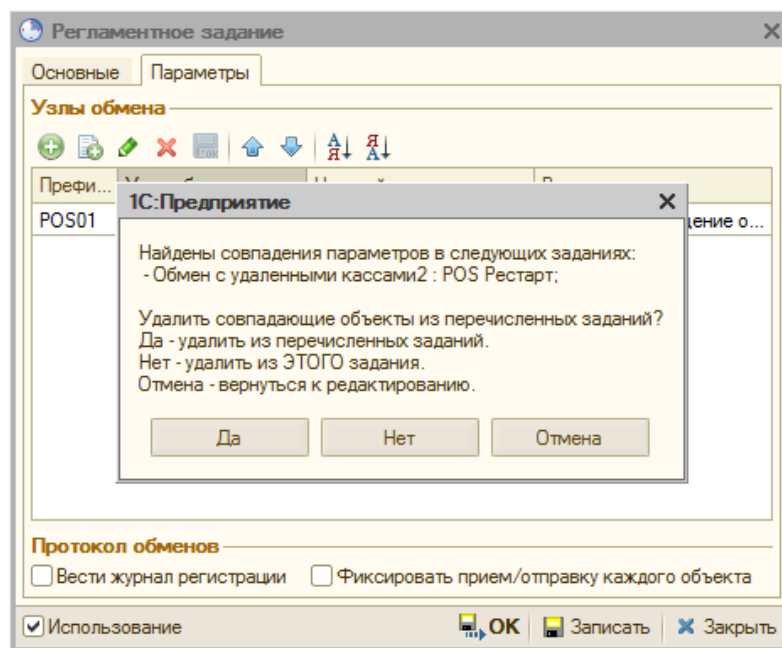 Регламентное задание
Основные Параметры
Узлы обмена
Префи...
POS01 ...ение о...
1С:Предприятие
Найдены совпадения параметров в следующих заданиях:
- Обмен с удаленными кассами2 : POS Рестарт;
Удалить совпадающие объекты из перечисленных заданий?
Да - удалить из перечисленных заданий.
Нет - удалить из ЭТОГО задания.
Отмена - вернуться к редактированию.
Да Нет Отмена
Протокол обменов
Вести журнал регистрации Фиксировать прием/отправку каждого объекта
Использование OK Записать Закрыть